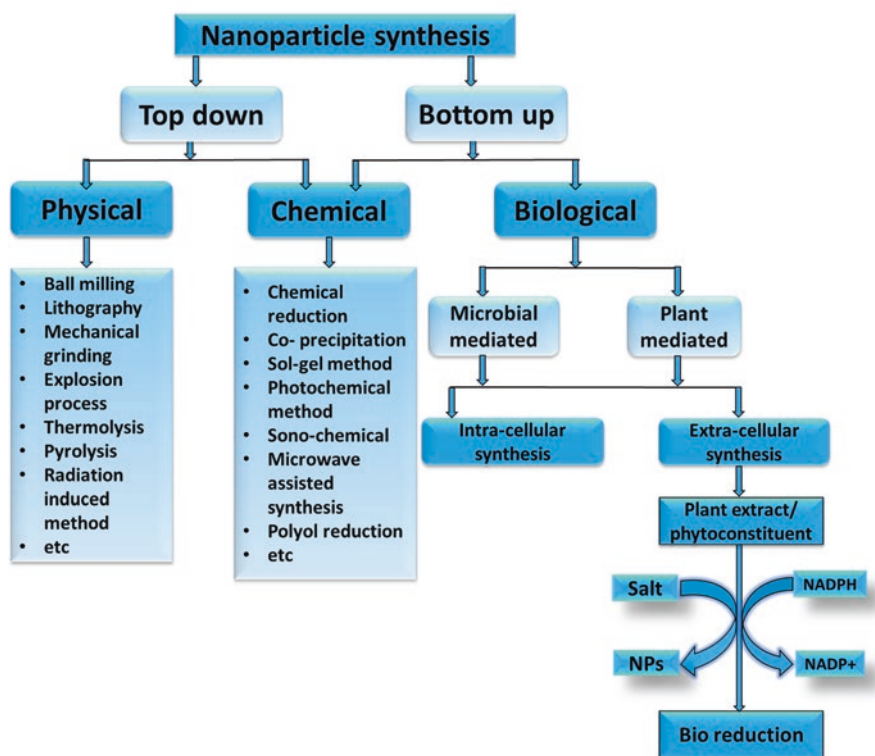 Nanoparticle synthesis
Top down
Bottom up
Physical
Chemical
Biological
• Ball milling
• Lithography
• Mechanical
grinding
• Explosion
process
• Thermolysis
• Pyrolysis
• Radiation
induced method
• etc
• Chemical
reduction
• Co- precipitation
• Sol-gel method
• Photochemical
method
• Sono-chemical
• Microwave
assisted
synthesis
• Polyol reduction
• etc
Microbial
mediated
Plant
mediated
Intra-cellular
synthesis
Extra-cellular
synthesis
Plant extract/
phytoconstituent
Salt
NADPH
NPs
NADP+
Bio reduction